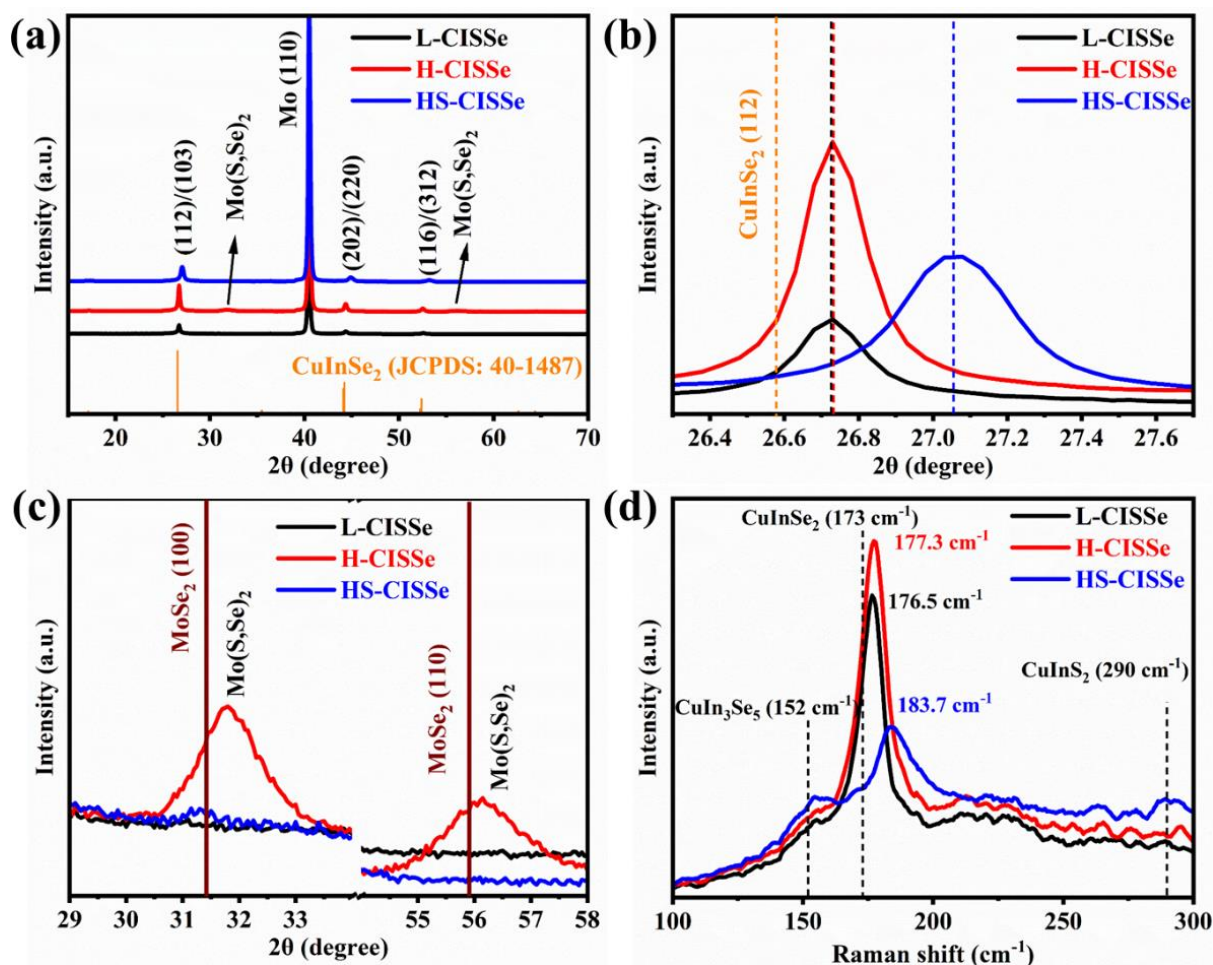 (a)
L-CISSe
H-CISSe
HS-CISSe
(112)/(103)
Mo(S,Se)₂
Mo (110)
(202)/(220)
(116)/(312)
Mo(S,Se)₂
CuInSe₂ (JCPDS: 40-1487)
Intensity (a.u.)
20 30 40 50 60 70
2θ (degree)
(b)
L-CISSe
H-CISSe
HS-CISSe
CuInSe₂ (112)
Intensity (a.u.)
26.4 26.6 26.8 27.0 27.2 27.4 27.6
2θ (degree)
(c)
L-CISSe
H-CISSe
HS-CISSe
MoSe₂ (100)
Mo(S,Se)₂
MoSe₂ (110)
Mo(S,Se)₂
Intensity (a.u.)
29 30 31 32 33 55 56 57 58
2θ (degree)
(d)
CuInSe₂ (173 cm⁻¹)
L-CISSe
H-CISSe
HS-CISSe
177.3 cm⁻¹
176.5 cm⁻¹
CuInS₂ (290 cm⁻¹)
CuIn₃Se₅ (152 cm⁻¹)
183.7 cm⁻¹
Intensity (a.u.)
100 150 200 250 300
Raman shift (cm⁻¹)